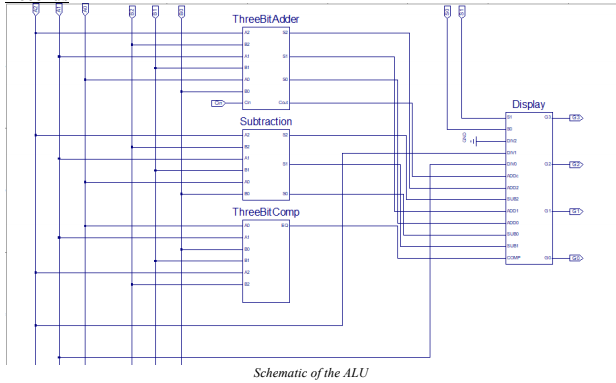 A2 A1 A0 B2 B1 B0 S0 S1
ThreeBitAdder
A2 S2
B2
A1 S1
B1
A0 S0
B0
Cin Cin Cout
Subtraction
A2 S2
B2
A1
B1 S1
A0
B0 S0
ThreeBitComp
A0 EQ
A1
B0
B1
A2
B2
Display
S1 G3 G3
S0
GND DIV2
DIV1
DIV0 G2 G2
ADDc
ADD2
SUB2
ADD1 G1 G1
ADD0
SUB0
SUB1
COMP G0 G0
Schematic of the ALU